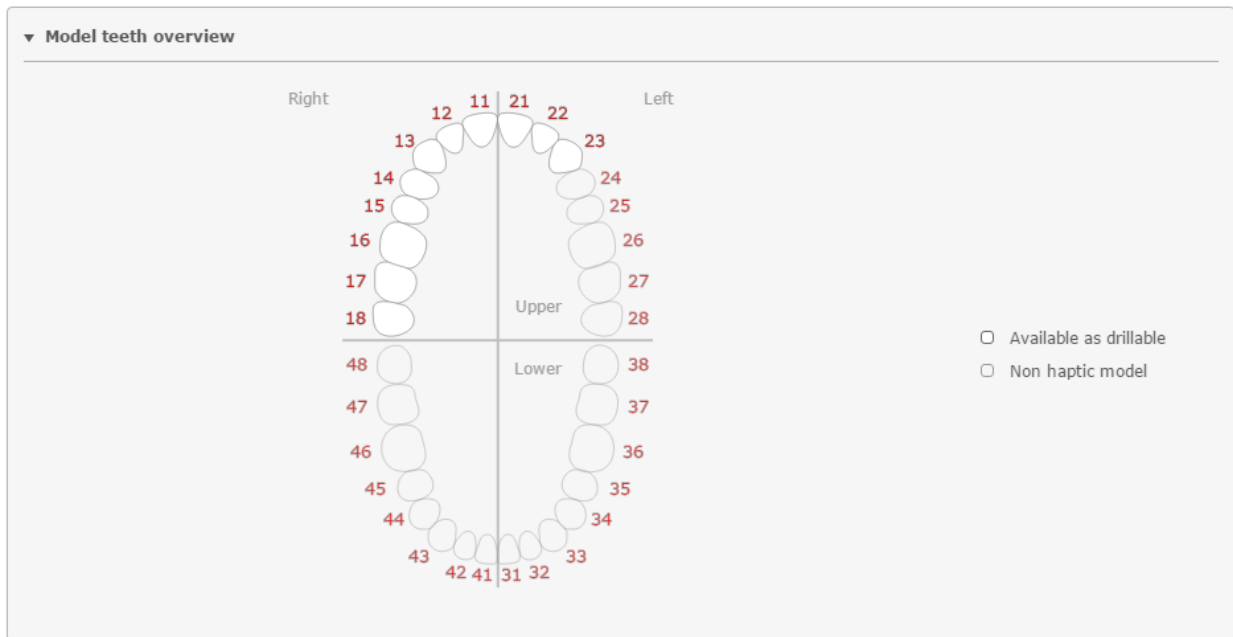 Model teeth overview
Right
Left
11 21
12 22
13 23
14 24
15 25
16 26
17 27
18 28
Upper
Lower
48 38
47 37
46 36
45 35
44 34
43 33
42 41 31 32
Available as drillable
Non haptic model